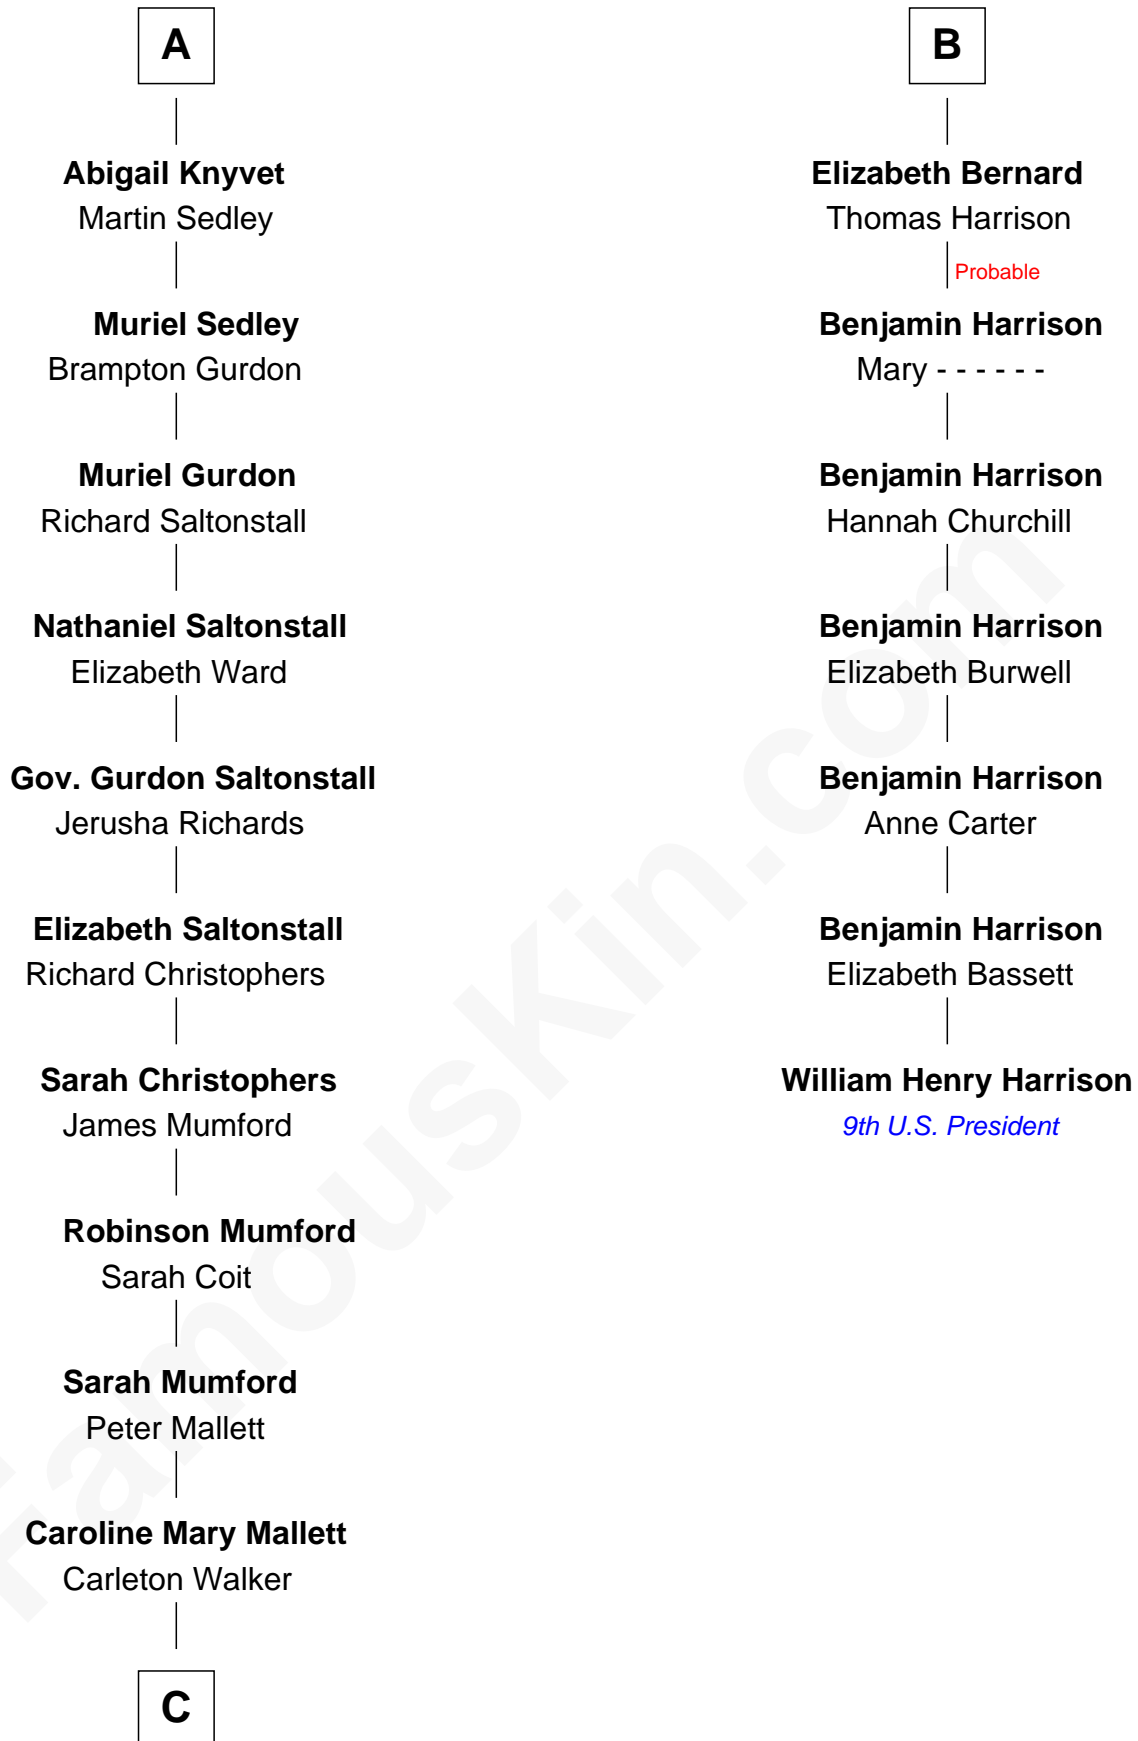 A
Abigail Knyvet
Martin Sedley
Muriel Sedley
Brampton Gurdon
Muriel Gurdon
Richard Saltonstall
Nathaniel Saltonstall
Elizabeth Ward
Gov. Gurdon Saltonstall
Jerusha Richards
Elizabeth Saltonstall
Richard Christophers
Sarah Christophers
James Mumford
Robinson Mumford
Sarah Coit
Sarah Mumford
Peter Mallett
Caroline Mary Mallett
Carleton Walker
C
B
Elizabeth Bernard
Thomas Harrison
Probable
Benjamin Harrison
Mary - - - - - -
Benjamin Harrison
Hannah Churchill
Benjamin Harrison
Elizabeth Burwell
Benjamin Harrison
Anne Carter
Benjamin Harrison
Elizabeth Bassett
William Henry Harrison
9th U.S. President
FamousKin.com